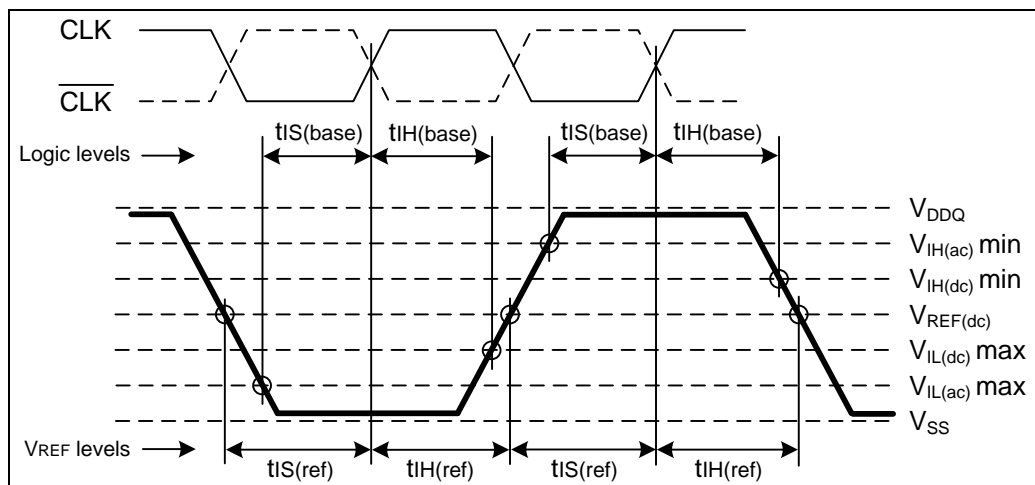 CLK
CLK
tIS(base) tIH(base) tIS(base) tIH(base)
Logic levels
VDDQ
VIH(ac) min
VIH(dc) min
VREF(dc)
VIL(dc) max
VIL(ac) max
VSS
VREF levels
tIS(ref) tIH(ref) tIS(ref) tIH(ref)